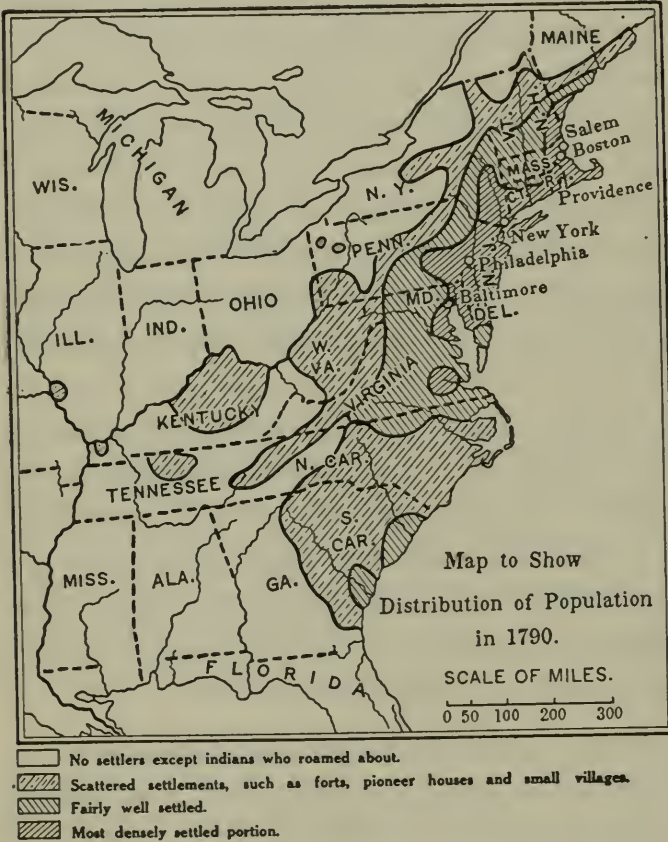 MAINE
MICHIGAN
WIS.
VT.
N.H.
Salem
Boston
MASS.
N.Y.
CT.
R.I.
Providence
PENN.
New York
Philadelphia
N.J.
OHIO
MD.
Baltimore
DEL.
ILL.
IND.
W.
VA.
VIRGINIA
KENTUCKY
N. CAR.
TENNESSEE
S.
CAR.
MISS.
ALA.
GA.
FLORIDA
Map to Show
Distribution of Population
in 1790.
SCALE OF MILES.
0 50 100 200 300
No settlers except indians who roamed about.
Scattered settlements, such as forts, pioneer houses and small villages.
Fairly well settled.
Most densely settled portion.